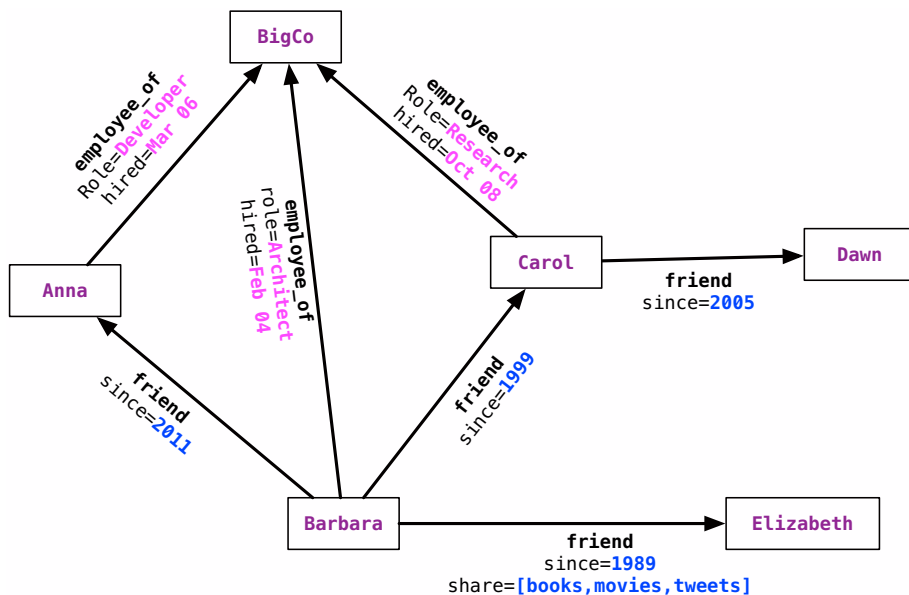 BigCo
employee_of
Role=Developer
hired=Mar 06
employee_of
Role=Research
hired=Oct 08
employee_of
role=Architect
hired=Feb 04
Anna
Carol
Dawn
friend
since=2005
friend
since=2011
friend
since=1999
Barbara
Elizabeth
friend
since=1989
share=[books,movies,tweets]